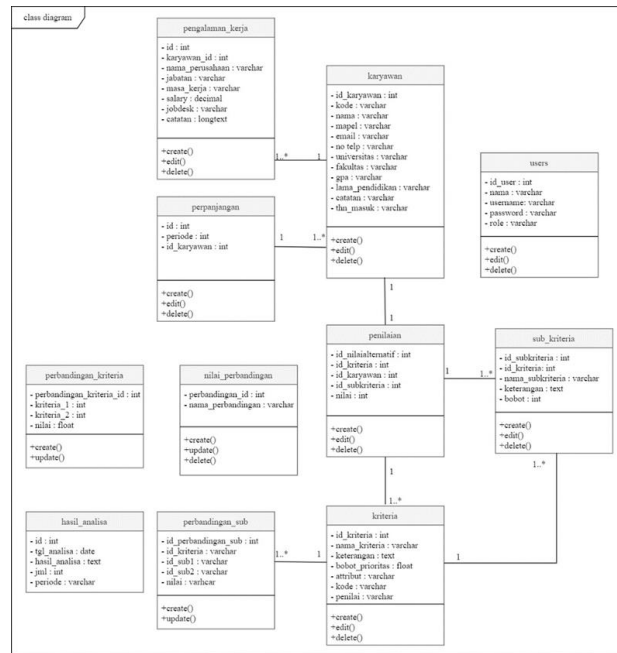 class diagram
pengalaman_kerja
- id : int
- karyawan_id : int
- nama_perusahaan : varchar
- jabatan : varchar
- masa_kerja : varchar
- salary : decimal
- jobdesk : varchar
- catatan : longtext
+create()
+edit()
+delete()
1..*
1
karyawan
- id_karyawan : int
- kode : varchar
- nama : varchar
- mapel : varchar
- email : varchar
- no telp : varchar
- universitas : varchar
- fakultas : varchar
- gpa : varchar
- lama_pendidikan : varchar
- catatan : varchar
- thn_masuk : varchar
+create()
+edit()
+delete()
users
- id_user : int
- nama : varchar
- username : varchar
- password : varchar
- role : varchar
+create()
+edit()
+delete()
perpanjangan
- id : int
- periode : int
- id_karyawan : int
+create()
+edit()
+delete()
1
1..*
1
1
penilaian
- id_nilaialternatif : int
- id_kriteria : int
- id_karyawan : int
- id_subkriteria : int
- nilai : int
+create()
+edit()
+delete()
1
1..*
sub_kriteria
- id_subkriteria : int
- id_kriteria: int
- nama_subkriteria : varchar
- keterangan : text
- bobot : int
+create()
+edit()
+delete()
1..*
perbandingan_kriteria
- perbandingan_kriteria_id : int
- kriteria_1 : int
- kriteria_2 : int
- nilai : float
+create()
+update()
nilai_perbandingan
- perbandingan_id : int
- nama_perbandingan : varchar
+create()
+update()
+delete()
1
1..*
hasil_analisa
- id : int
- tgl_analisa : date
- hasil_analisa : text
- jml : int
- periode : varchar
perbandingan_sub
- id_perbandingan_sub : int
- id_kriteria : varchar
- id_sub1 : varchar
- id_sub2 : varchar
- nilai : varhcar
+create()
+update()
1..*
1
kriteria
- id_kriteria : int
- nama_kriteria : varchar
- keterangan : text
- bobot_prioritas : float
- attribut : varchar
- kode : varchar
- penilai : varchar
+create()
+edit()
+delete()
1